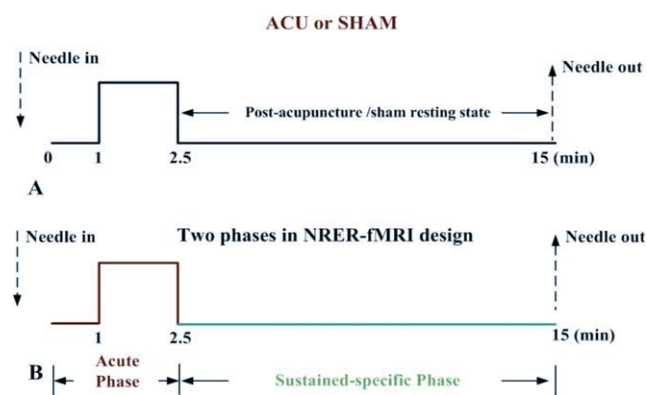 ACU or SHAM
Needle in
Needle out
Post-acupuncture /sham resting state
0 1 2.5 15 (min)
A
Needle in
Two phases in NRER-fMRI design
Needle out
1 2.5 15 (min)
B
Acute
Phase
Sustained-specific Phase